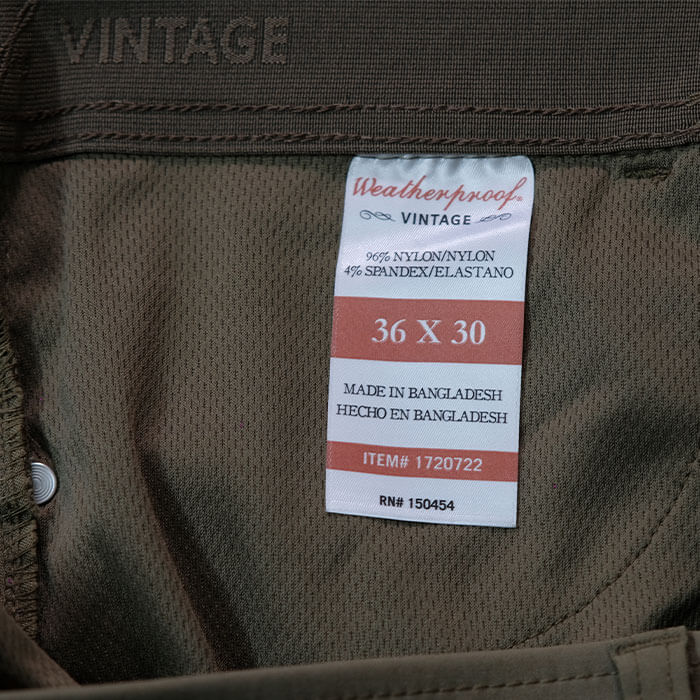 VINTAGE
Weatherproof®
VINTAGE
96% NYLON/NYLON
4% SPANDEX/ELASTANO
36 X 30
MADE IN BANGLADESH
HECHO EN BANGLADESH
ITEM# 1720722
RN# 150454